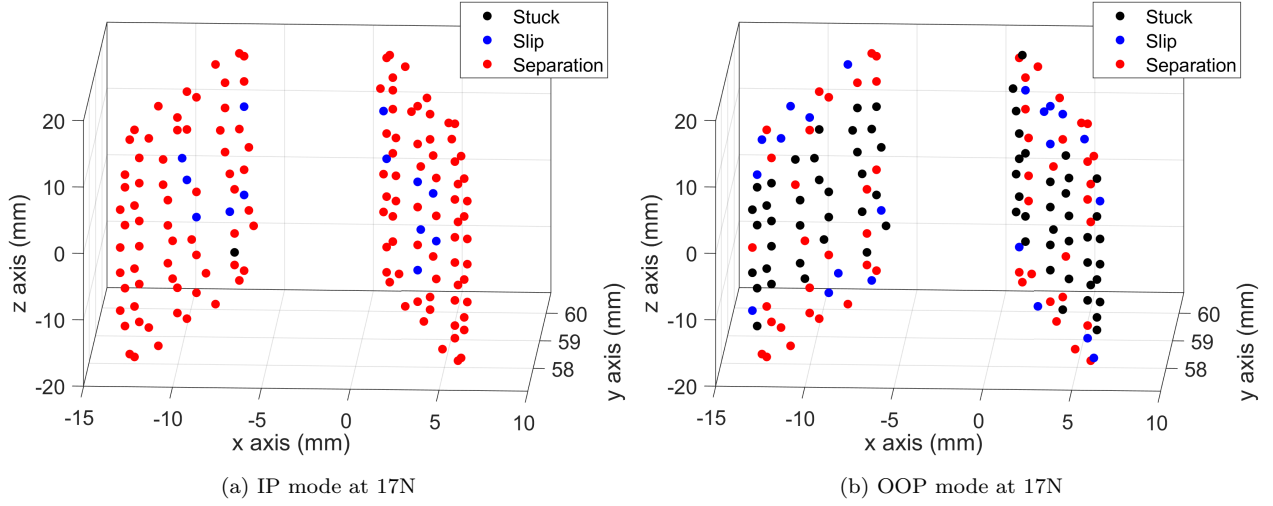 Stuck
Slip
Separation
20
10
0
-10
-20
z axis (mm)
-15
-10
-5
0
5
10
x axis (mm)
60
59
58
y axis (mm)
(a) IP mode at 17N
Stuck
Slip
Separation
20
10
0
-10
-20
z axis (mm)
-15
-10
-5
0
5
10
x axis (mm)
60
59
58
y axis (mm)
(b) OOP mode at 17N